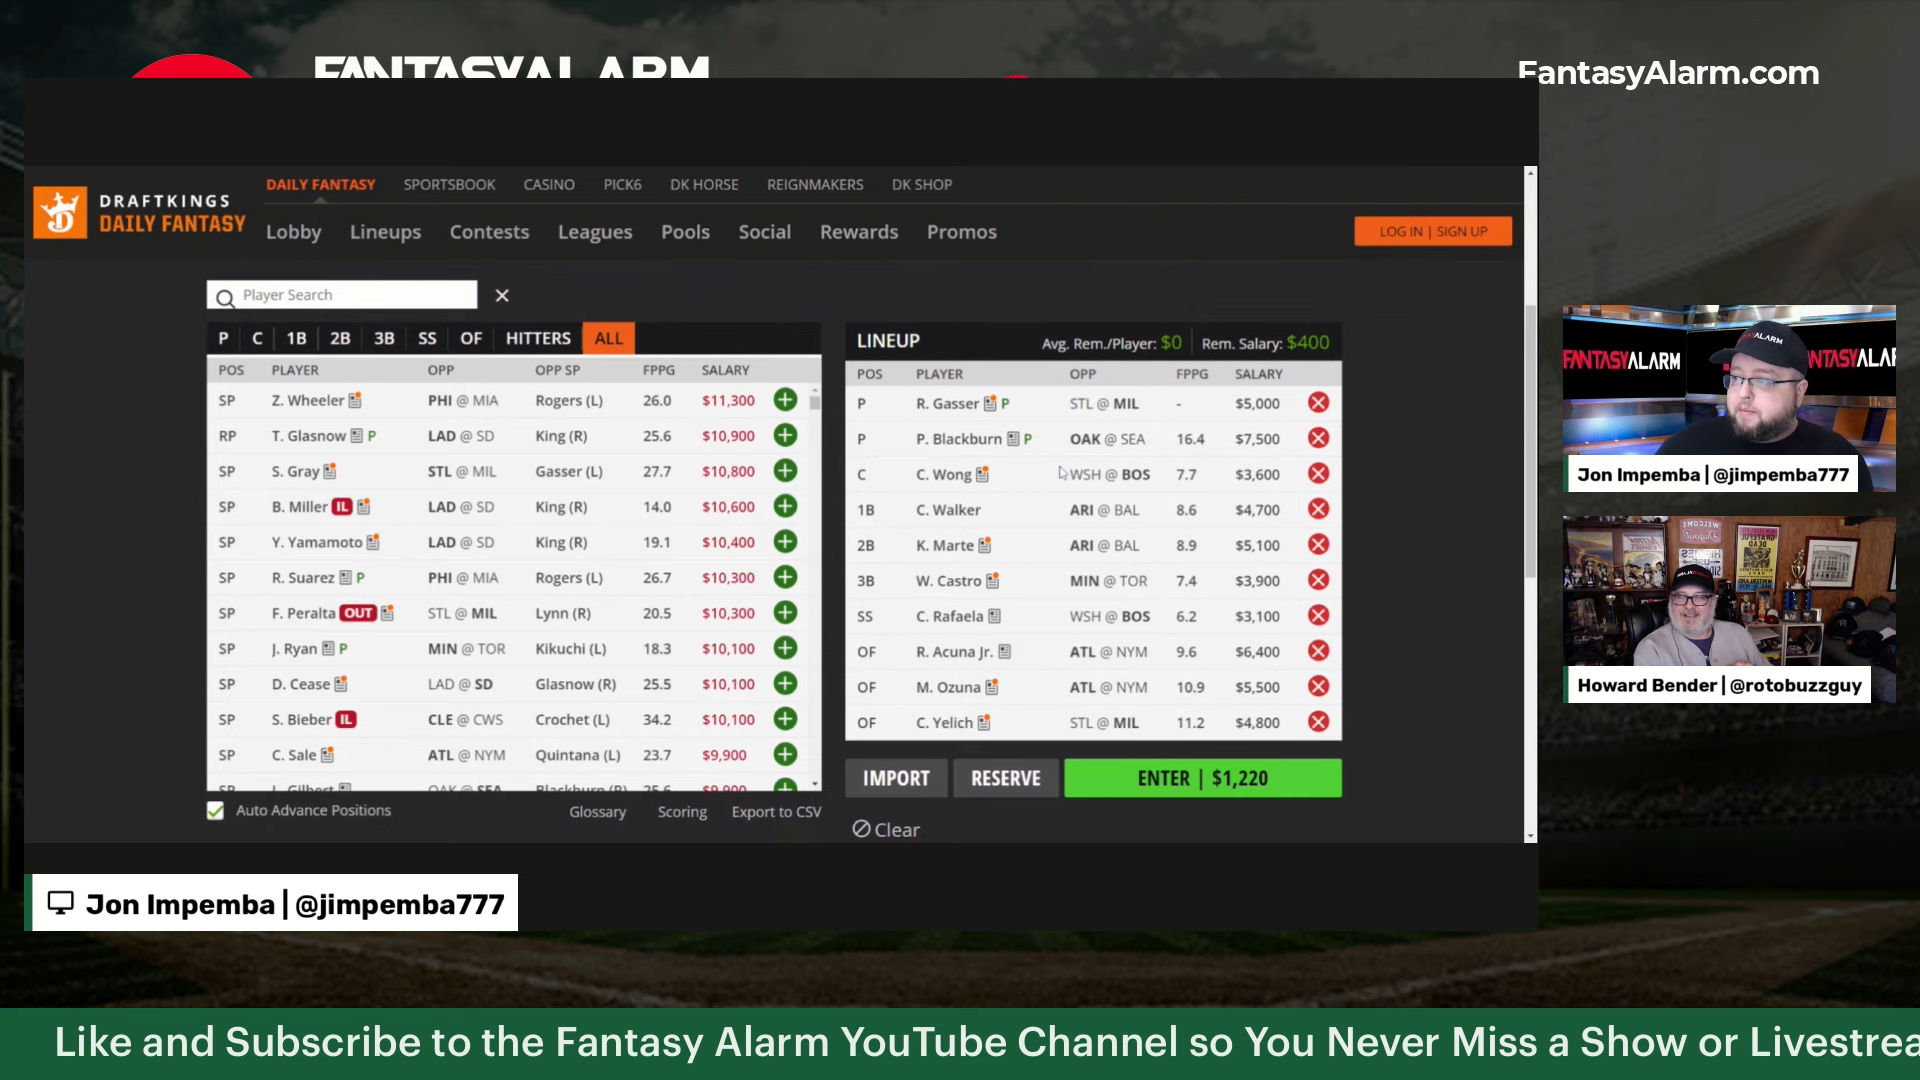 FANTASYALARM
FantasyAlarm.com
DRAFTKINGS
DAILY FANTASY
DAILY FANTASY SPORTSBOOK CASINO PICK6 DK HORSE REIGNMAKERS DK SHOP
Lobby Lineups Contests Leagues Pools Social Rewards Promos
LOG IN | SIGN UP
Player Search
P C 1B 2B 3B SS OF HITTERS ALL
POS PLAYER OPP OPP SP FPPG SALARY
SP Z. Wheeler PHI @ MIA Rogers (L) 26.0 $11,300
RP T. Glasnow P LAD @ SD King (R) 25.6 $10,900
SP S. Gray STL @ MIL Gasser (L) 27.7 $10,800
SP B. Miller IL LAD @ SD King (R) 14.0 $10,600
SP Y. Yamamoto LAD @ SD King (R) 19.1 $10,400
SP R. Suarez P PHI @ MIA Rogers (L) 26.7 $10,300
SP F. Peralta OUT STL @ MIL Lynn (R) 20.5 $10,300
SP J. Ryan P MIN @ TOR Kikuchi (L) 18.3 $10,100
SP D. Cease LAD @ SD Glasnow (R) 25.5 $10,100
SP S. Bieber IL CLE @ CWS Crochet (L) 34.2 $10,100
SP C. Sale ATL @ NYM Quintana (L) 23.7 $9,900
SP L. Gilbert OAK @ SEA Blackburn (R) 25.6 $9,900
Auto Advance Positions Glossary Scoring Export to CSV
LINEUP Avg. Rem./Player: $0 Rem. Salary: $400
POS PLAYER OPP FPPG SALARY
P R. Gasser P STL @ MIL - $5,000
P P. Blackburn P OAK @ SEA 16.4 $7,500
C C. Wong WSH @ BOS 7.7 $3,600
1B C. Walker ARI @ BAL 8.6 $4,700
2B K. Marte ARI @ BAL 8.9 $5,100
3B W. Castro MIN @ TOR 7.4 $3,900
SS C. Rafaela WSH @ BOS 6.2 $3,100
OF R. Acuna Jr. ATL @ NYM 9.6 $6,400
OF M. Ozuna ATL @ NYM 10.9 $5,500
OF C. Yelich STL @ MIL 11.2 $4,800
IMPORT RESERVE ENTER | $1,220
Clear
FANTASYALARM
Jon Impemba | @jimpemba777
Howard Bender | @rotobuzzguy
Jon Impemba | @jimpemba777
Like and Subscribe to the Fantasy Alarm YouTube Channel so You Never Miss a Show or Livestrea